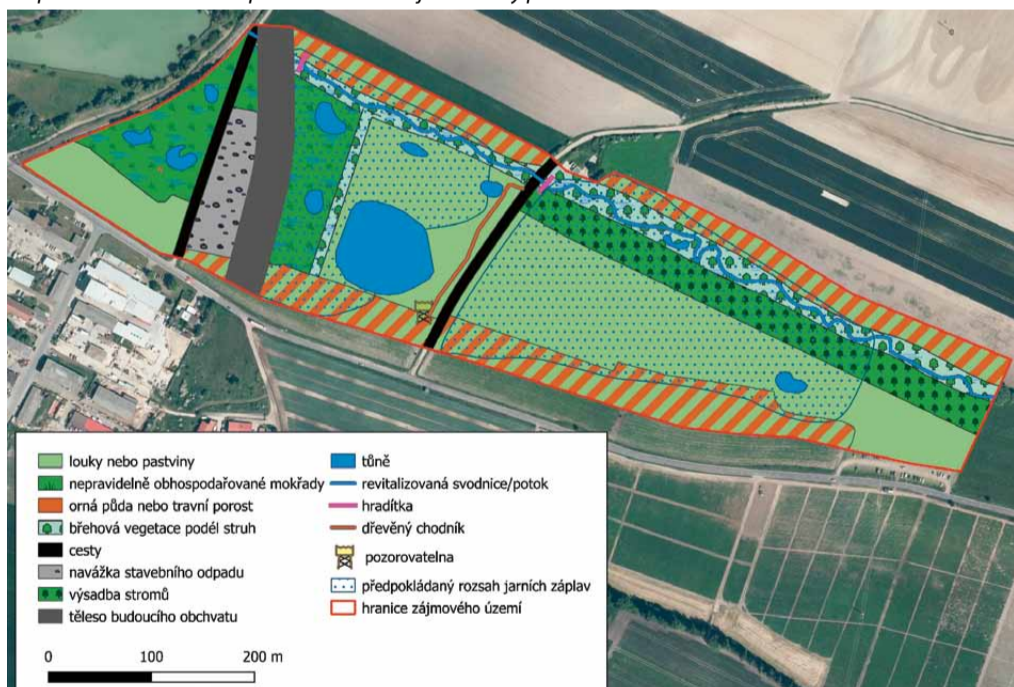 louky nebo pastviny
nepravidelně obhospodařované mokřady
orná půda nebo travní porost
břehová vegetace podél struh
cesty
navážka stavebního odpadu
výsadba stromů
těleso budoucího obchvatu
tůně
revitalizovaná svodnice/potok
hradítka
dřevěný chodník
pozorovatelna
předpokládaný rozsah jarních záplav
hranice zájmového území
0 100 200 m